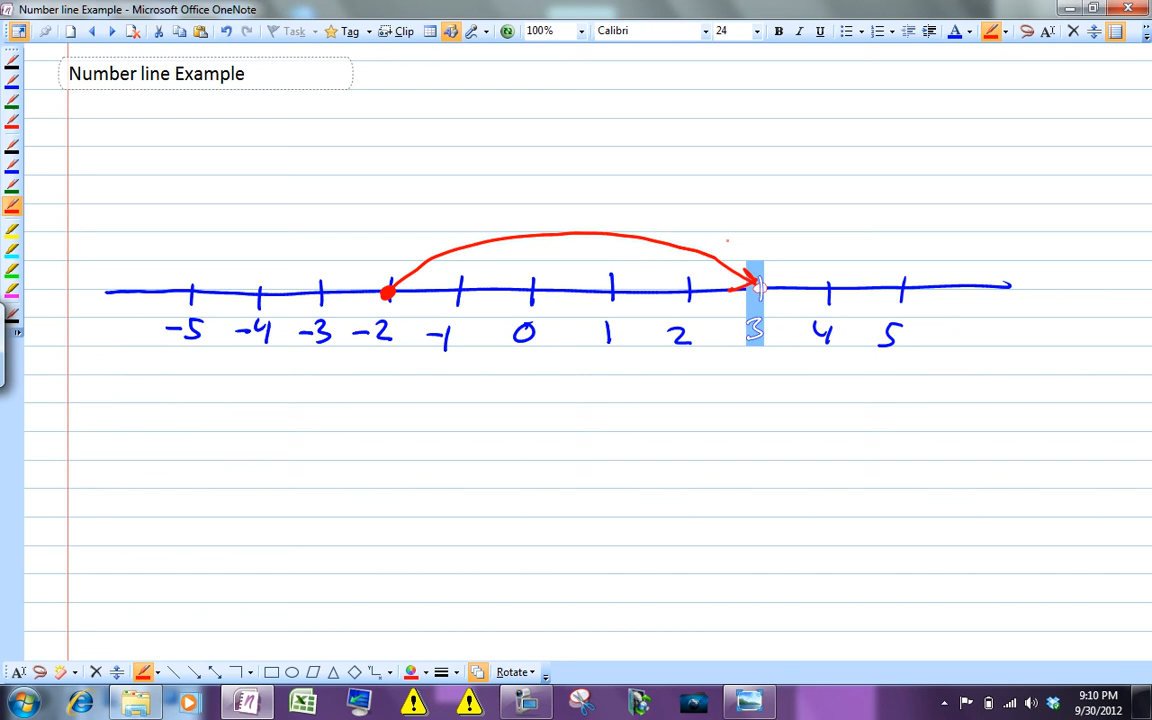 Number line Example - Microsoft Office OneNote
Task Tag Clip 100% Calibri 24 B I U A
Number line Example
-5 -4 -3 -2 -1 0 1 2 3 4 5
Rotate
9:10 PM
9/30/2012